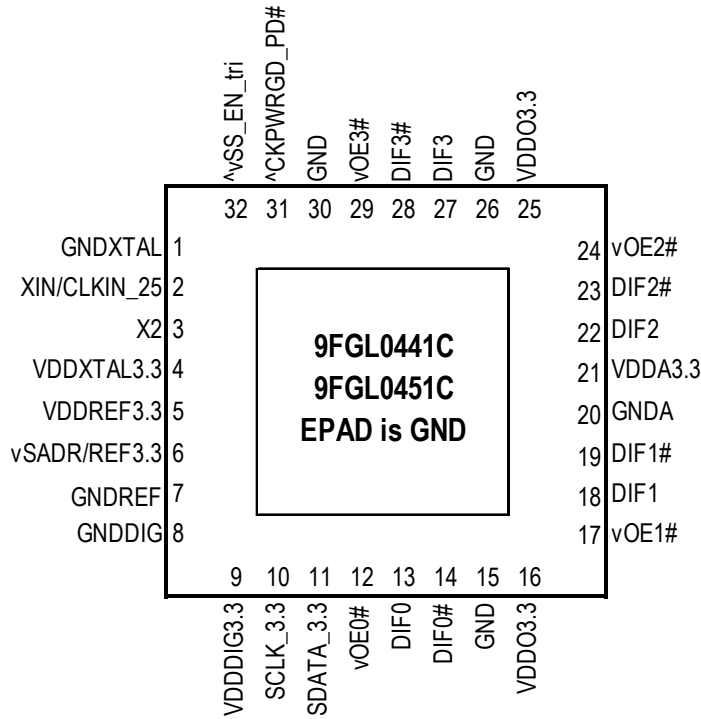 ^vSS_EN_tri
^CKPWRGD_PD#
GND
vOE3#
DIF3#
DIF3
GND
VDDO3.3
32 31 30 29 28 27 26 25
GNDXTAL 1
XIN/CLKIN_25 2
X2 3
VDDXTAL3.3 4
VDDREF3.3 5
vSADR/REF3.3 6
GNDREF 7
GNDDIG 8
9FGL0441C
9FGL0451C
EPAD is GND
24 vOE2#
23 DIF2#
22 DIF2
21 VDDA3.3
20 GNDA
19 DIF1#
18 DIF1
17 vOE1#
9 10 11 12 13 14 15 16
VDDDIG3.3
SCLK_3.3
SDATA_3.3
vOE0#
DIF0
DIF0#
GND
VDDO3.3